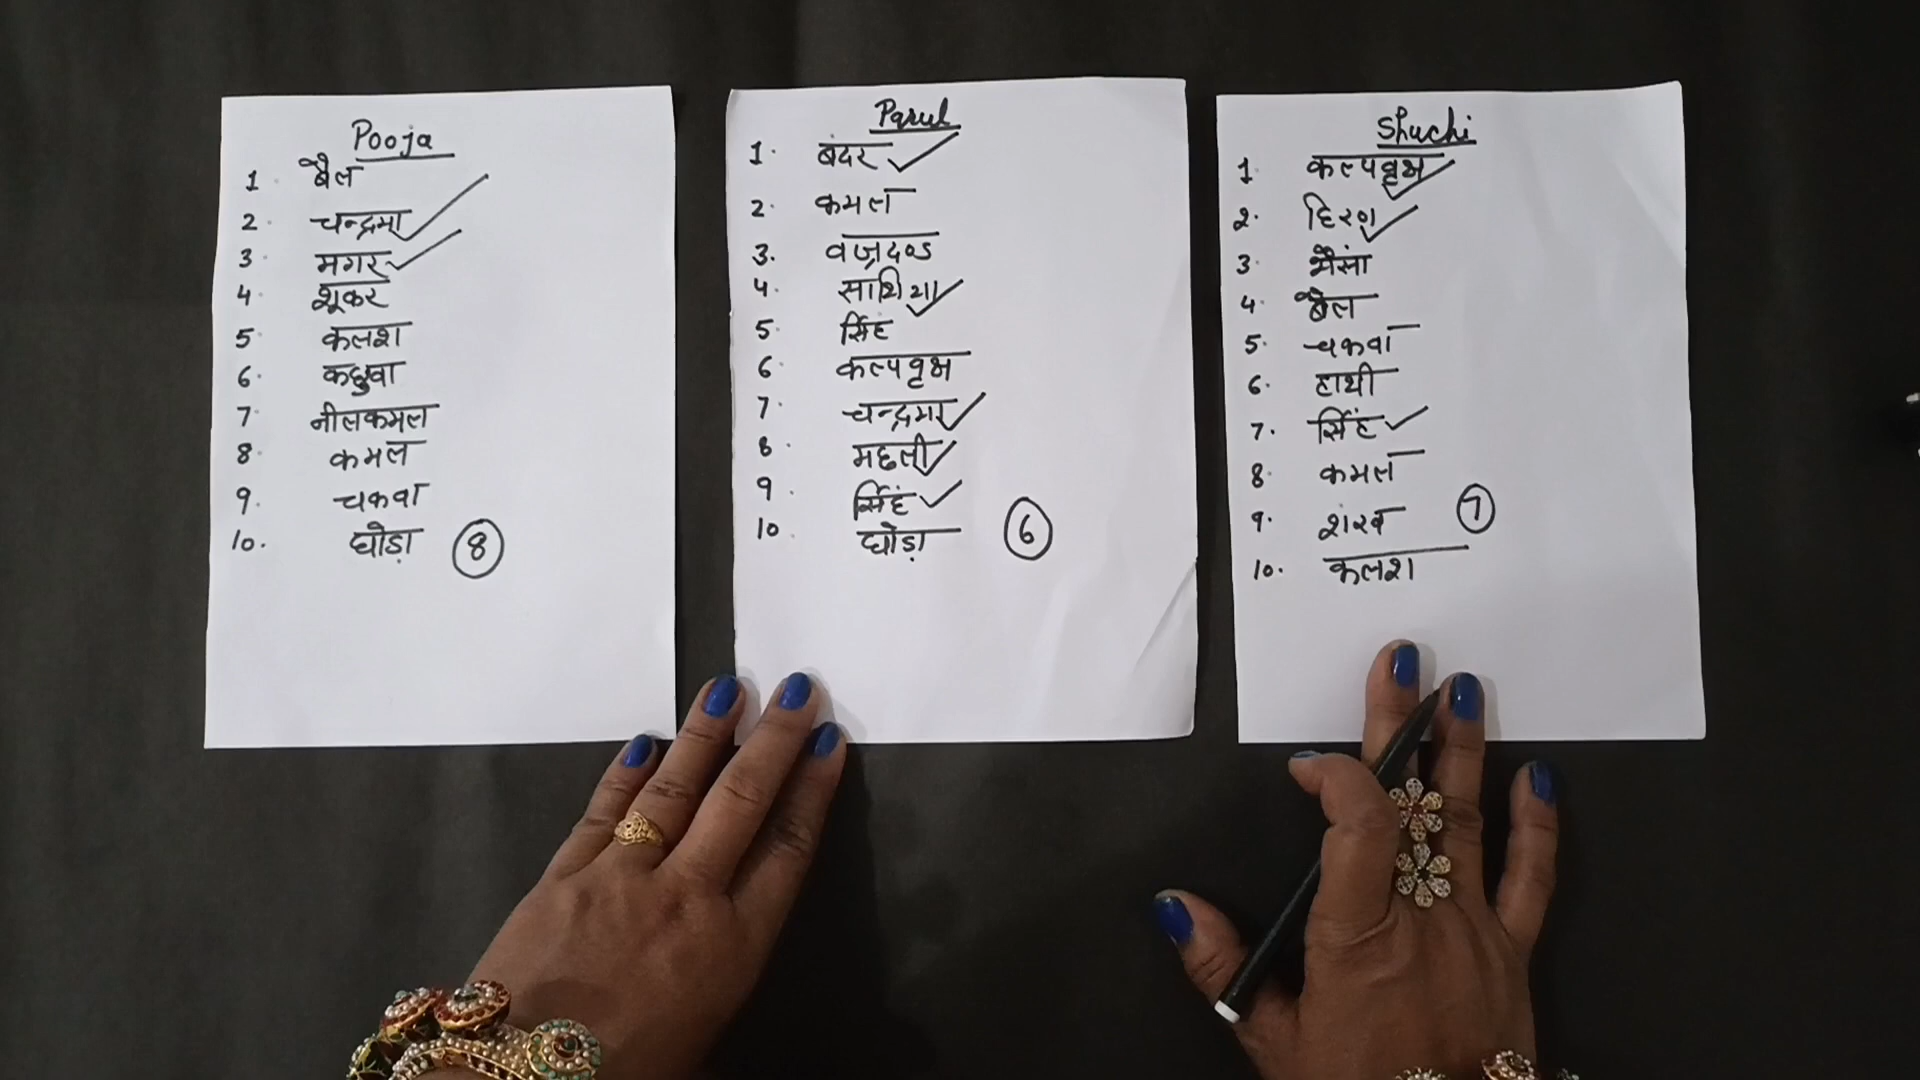 Pooja
1 बैल
2 चन्द्रमा ✓
3 मगर ✓
4 शूकर
5 कलश
6 कछुवा
7 नीलकमल
8 कमल
9 चकवा
10. घोडा़
8
Parul
1. बंदर ✓
2. कमल
3. वज्रदण्ड
4. साथिया ✓
5 सिंह
6 कल्पवृक्ष
7 चन्द्रमा ✓
8 मछली ✓
9 सिंह ✓
10 घोड़ा
6
Shuchi
1. कल्पवृक्ष ✓
2. हिरण ✓
3. भैंसा
4. बैल
5. चकवा
6. हाथी
7. सिंह ✓
8 कमल
9. शंख
10. कलश
7